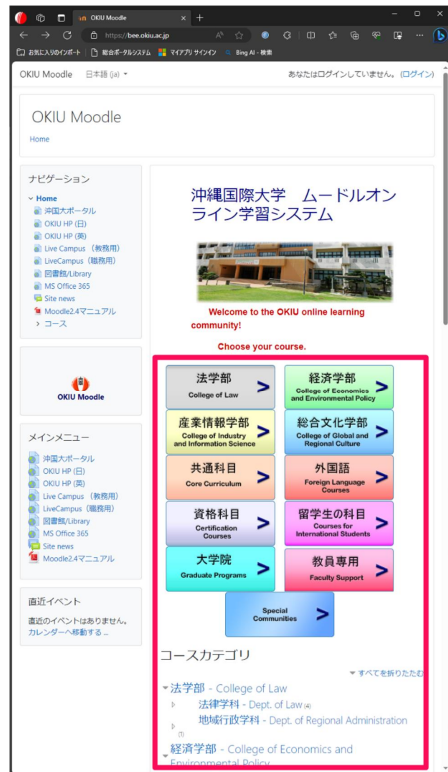 OKIU Moodle
https://bee.okiu.ac.jp
お気に入りのインポート
総合ポータルシステム
マイアプリ サインイン
Bing AI - 検索
OKIU Moodle 日本語 (ja)
あなたはログインしていません。 (ログイン)
OKIU Moodle
Home
ナビゲーション
Home
沖国大ポータル
OKIU HP (日)
OKIU HP (英)
Live Campus (教務用)
LiveCampus (職務用)
図書館/Library
MS Office 365
Site news
Moodle2.4マニュアル
コース
OKIU Moodle
メインメニュー
沖国大ポータル
OKIU HP (日)
OKIU HP (英)
Live Campus (教務用)
LiveCampus (職務用)
図書館/Library
MS Office 365
Site news
Moodle2.4マニュアル
直近イベント
直近のイベントはありません。
カレンダーへ移動する ...
沖縄国際大学 ムードルオン
ライン学習システム
Welcome to the OKIU online learning
community!
Choose your course.
法学部
College of Law
>
経済学部
College of Economics
and Environmental Policy
>
産業情報学部
College of Industry
and Information Science
>
総合文化学部
College of Global and
Regional Culture
>
共通科目
Core Curriculum
>
外国語
Foreign Language
Courses
>
資格科目
Certification
Courses
>
留学生の科目
Courses for
International Students
>
大学院
Graduate Programs
>
教員専用
Faculty Support
>
Special
Communities
>
コースカテゴリ
すべてを折りたたむ
法学部 - College of Law
法律学科 - Dept. of Law (4)
地域行政学科 - Dept. of Regional Administration
(1)
経済学部 - College of Economics and
Environmental Policy